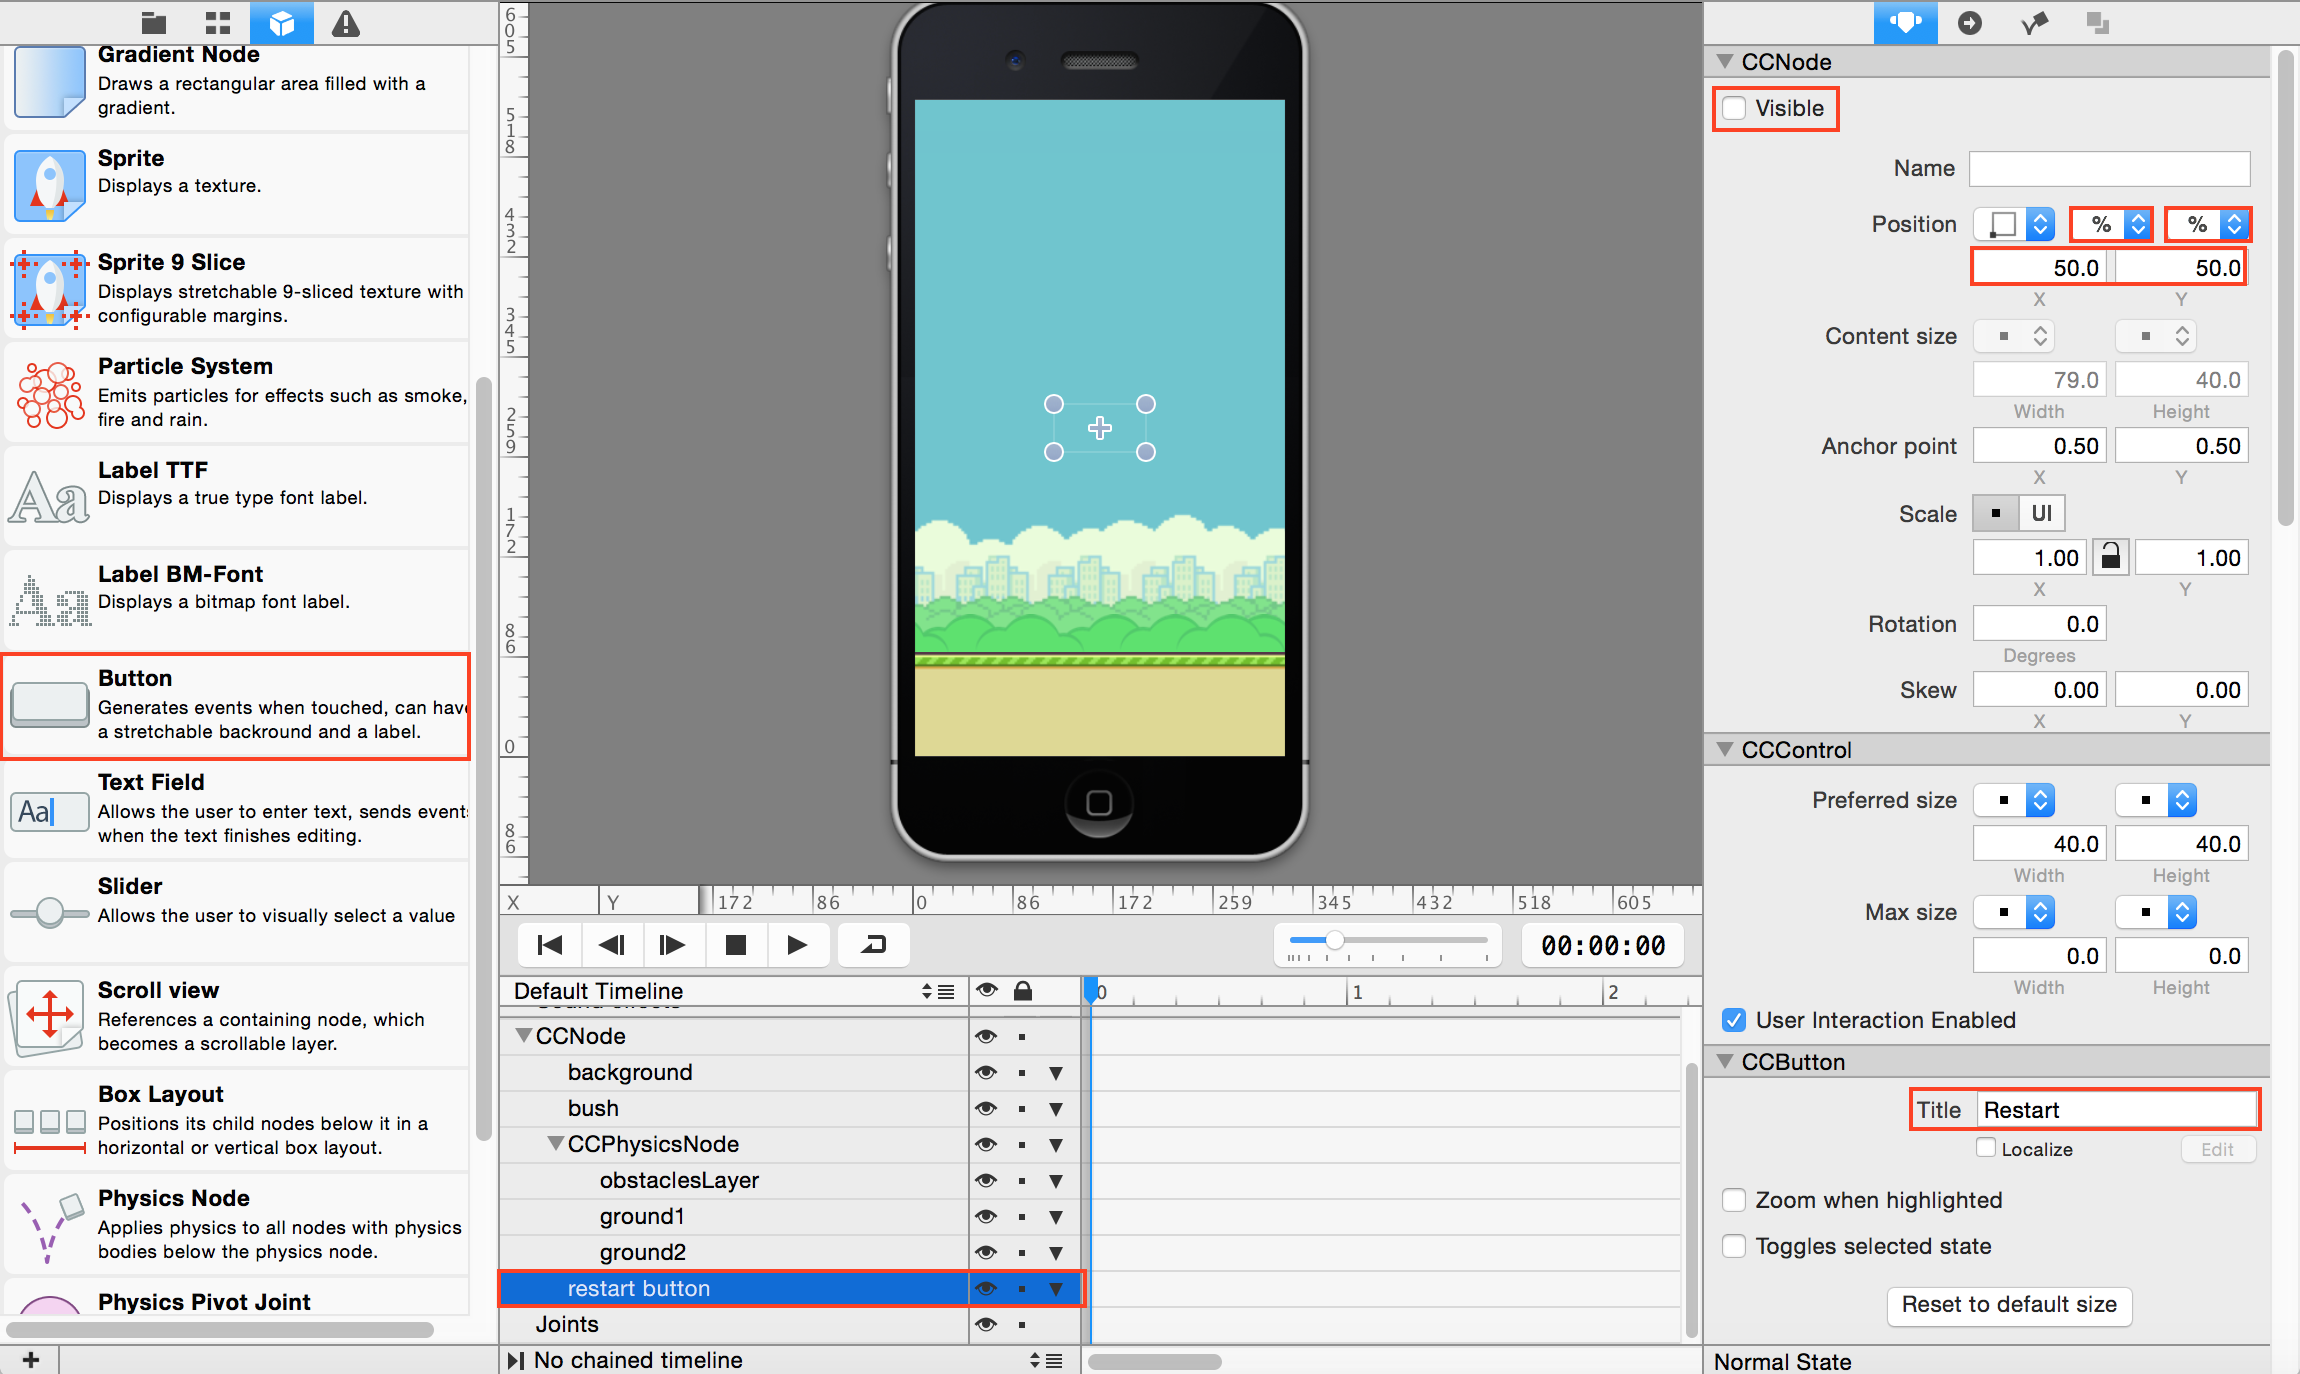 Gradient Node
Draws a rectangular area filled with a
gradient.
Sprite
Displays a texture.
Sprite 9 Slice
Displays stretchable 9-sliced texture with
configurable margins.
Particle System
Emits particles for effects such as smoke,
fire and rain.
Aa
Label TTF
Displays a true type font label.
Aa
Label BM-Font
Displays a bitmap font label.
Button
Generates events when touched, can have
a stretchable backround and a label.
Aa
Text Field
Allows the user to enter text, sends events
when the text finishes editing.
Slider
Allows the user to visually select a value
Scroll view
References a containing node, which
becomes a scrollable layer.
Box Layout
Positions its child nodes below it in a
horizontal or vertical box layout.
Physics Node
Applies physics to all nodes with physics
bodies below the physics node.
Physics Pivot Joint
605
518
432
345
259
172
86
0
86
X Y 172 86 0 86 172 259 345 432 518 605
00:00:00
Default Timeline 0 1 2
CCNode
background
bush
CCPhysicsNode
obstaclesLayer
ground1
ground2
restart button
Joints
No chained timeline
CCNode
Visible
Name
Position % %
50.0 50.0
X Y
Content size
79.0 40.0
Width Height
Anchor point 0.50 0.50
X Y
Scale UI
1.00 1.00
X Y
Rotation 0.0
Degrees
Skew 0.00 0.00
X Y
CCControl
Preferred size
40.0 40.0
Width Height
Max size
0.0 0.0
Width Height
User Interaction Enabled
CCButton
Title Restart
Localize Edit
Zoom when highlighted
Toggles selected state
Reset to default size
Normal State